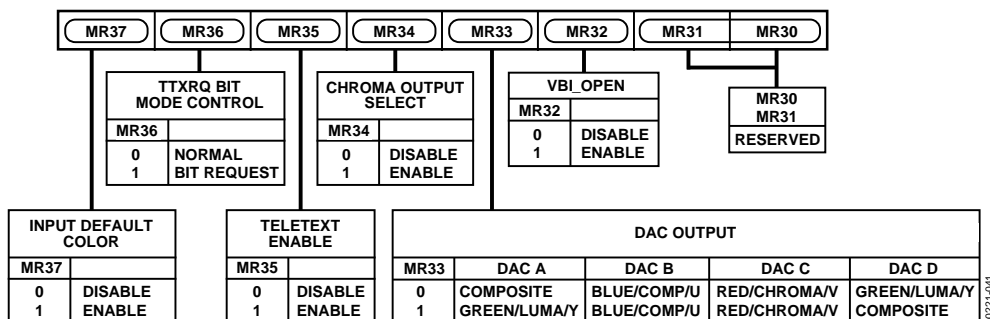 MR37 MR36 MR35 MR34 MR33 MR32 MR31 MR30
TTXRQ BIT
MODE CONTROL
MR36
0 NORMAL
1 BIT REQUEST
CHROMA OUTPUT
SELECT
MR34
0 DISABLE
1 ENABLE
VBI_OPEN
MR32
0 DISABLE
1 ENABLE
MR30
MR31
RESERVED
INPUT DEFAULT
COLOR
MR37
0 DISABLE
1 ENABLE
TELETEXT
ENABLE
MR35
0 DISABLE
1 ENABLE
DAC OUTPUT
MR33 DAC A DAC B DAC C DAC D
0 COMPOSITE BLUE/COMP/U RED/CHROMA/V GREEN/LUMA/Y
1 GREEN/LUMA/Y BLUE/COMP/U RED/CHROMA/V COMPOSITE